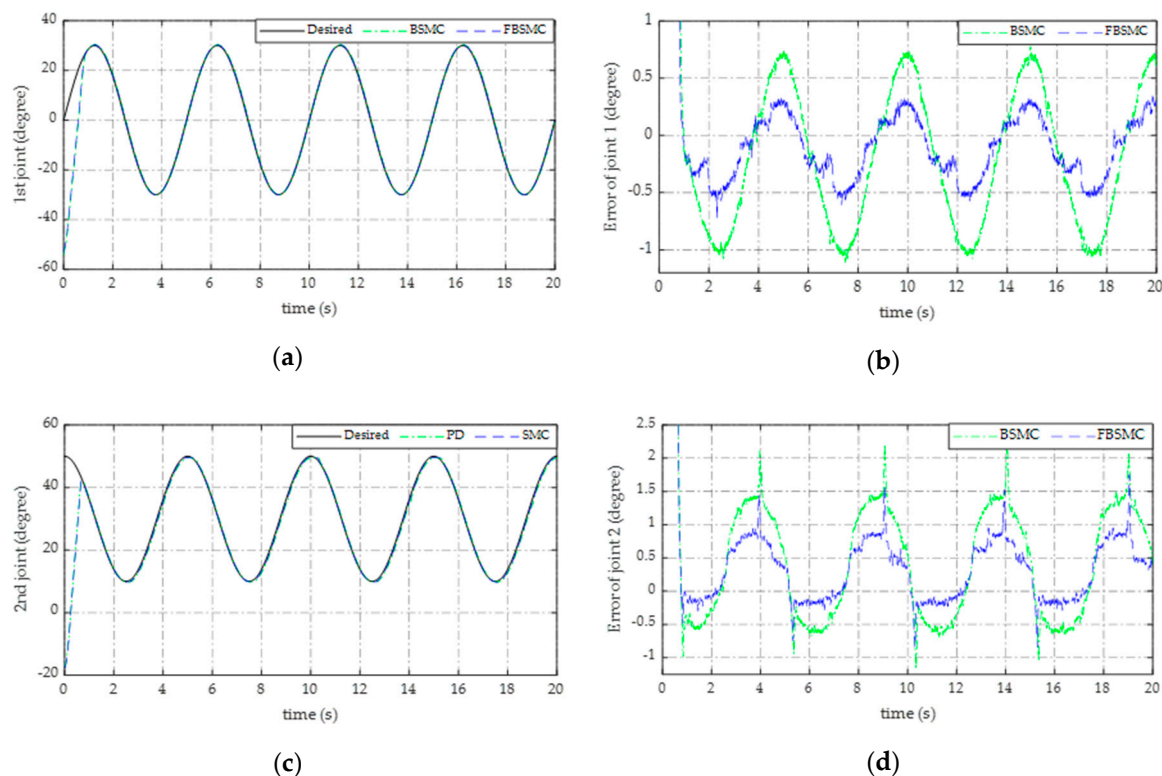 Desired BSMC FBSMC
1st joint (degree)
40
20
0
-20
-40
-60
0 2 4 6 8 10 12 14 16 18 20
time (s)
(a)
BSMC FBSMC
Error of joint 1 (degree)
1
0.5
0
-0.5
-1
0 2 4 6 8 10 12 14 16 18 20
time (s)
(b)
Desired PD SMC
2nd joint (degree)
60
40
20
0
-20
0 2 4 6 8 10 12 14 16 18 20
time (s)
(c)
BSMC FBSMC
Error of joint 2 (degree)
2.5
2
1.5
1
0.5
0
-0.5
-1
0 2 4 6 8 10 12 14 16 18 20
time (s)
(d)